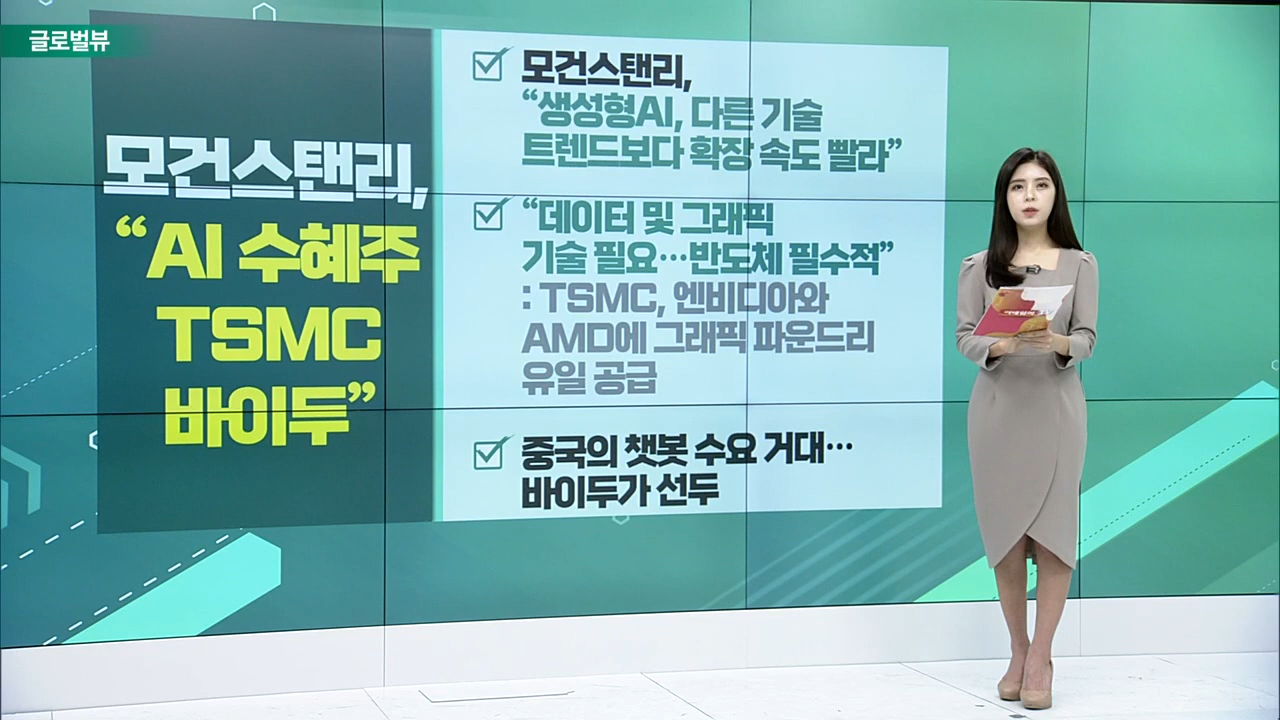 글로벌뷰
모건스탠리,
“AI 수혜주
TSMC
바이두”
모건스탠리,
“생성형AI, 다른 기술
트렌드보다 확장 속도 빨라”
“데이터 및 그래픽
기술 필요…반도체 필수적”
: TSMC, 엔비디아와
AMD에 그래픽 파운드리
유일 공급
중국의 챗봇 수요 거대…
바이두가 선두